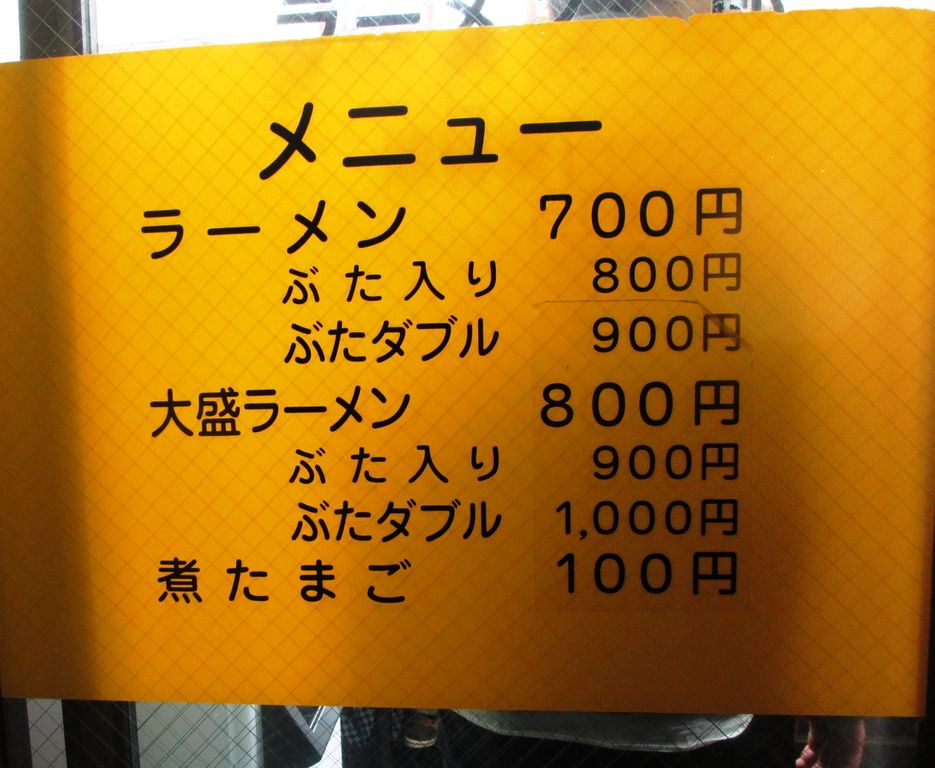 メニュー
ラーメン 700円
ぶた入り 800円
ぶたダブル 900円
大盛ラーメン 800円
ぶた入り 900円
ぶたダブル 1,000円
煮たまご 100円